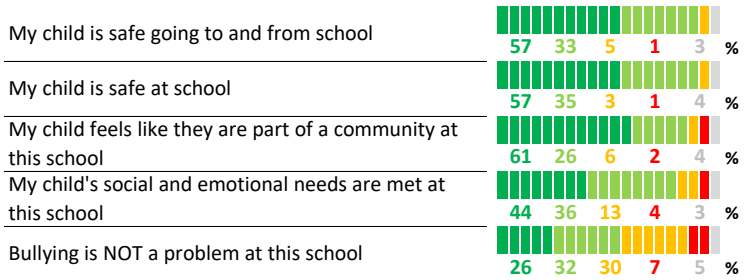 My child is safe going to and from school
57 33 5 1 3 %
My child is safe at school
57 35 3 1 4 %
My child feels like they are part of a community at
this school
61 26 6 2 4 %
My child's social and emotional needs are met at
this school
44 36 13 4 3 %
Bullying is NOT a problem at this school
26 32 30 7 5 %